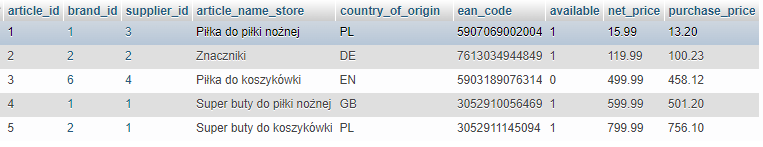 article_id brand_id supplier_id article_name_store country_of_origin ean_code available net_price purchase_price
1 1 3 Piłka do piłki nożnej PL 5907069002004 1 15.99 13.20
2 2 2 Znaczniki DE 7613034944849 1 119.99 100.23
3 6 4 Piłka do koszykówki EN 5903189076314 0 499.99 458.12
4 1 1 Super buty do piłki nożnej GB 3052910056469 1 599.99 501.20
5 2 1 Super buty do koszykówki PL 3052911145094 1 799.99 756.10